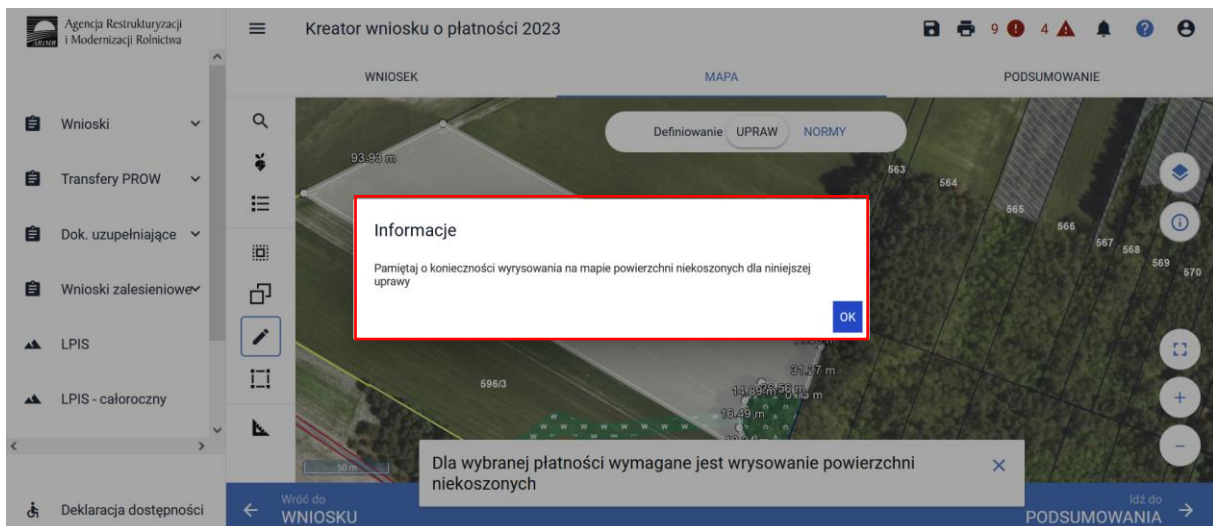 Agencja Restrukturyzacji
i Modernizacji Rolnictwa
ARiMR
Kreator wniosku o płatności 2023
9
4
WNIOSEK
MAPA
PODSUMOWANIE
Wnioski
Transfery PROW
Dok. uzupełniające
Wnioski zalesieniowe
LPIS
LPIS - całoroczny
Deklaracja dostępności
Definiowanie UPRAW NORMY
93.93 m
563
564
565
566
567
568
569
570
Informacje
Pamiętaj o konieczności wyrysowania na mapie powierzchni niekoszonych dla niniejszej
uprawy
OK
31.27 m
596/3
16.49 m
50 m
Dla wybranej płatności wymagane jest wrysowanie powierzchni
niekoszonych
Wróć do
WNIOSKU
Idź do
PODSUMOWANIA